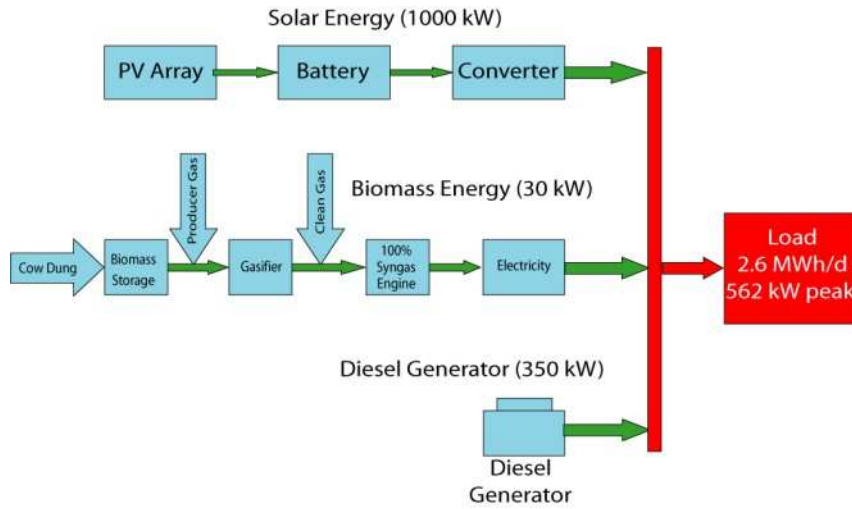 Solar Energy (1000 kW)
PV Array
Battery
Converter
Producer Gas
Clean Gas
Biomass Energy (30 kW)
Cow Dung
Biomass
Storage
Gasifier
100%
Syngas
Engine
Electricity
Load
2.6 MWh/d
562 kW peak
Diesel Generator (350 kW)
Diesel
Generator